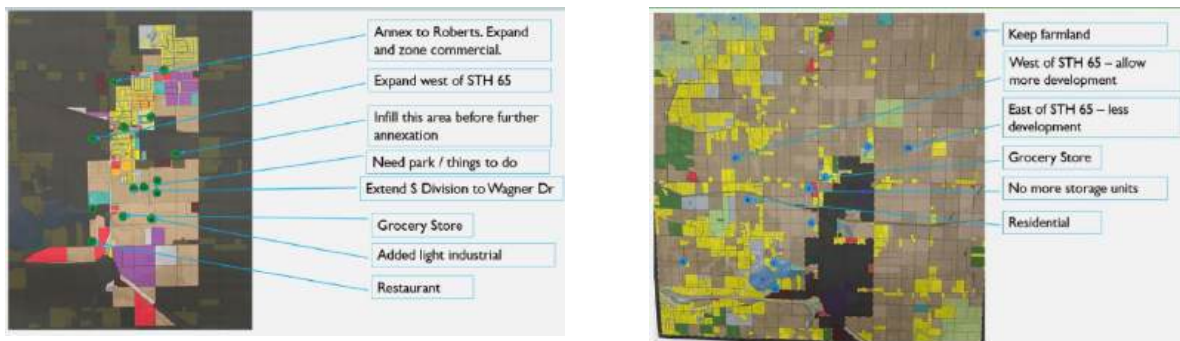 Annex to Roberts. Expand
and zone commercial.
Expand west of STH 65
Infill this area before further
annexation
Need park / things to do
Extend S Division to Wagner Dr
Grocery Store
Added light industrial
Restaurant
Keep farmland
West of STH 65 – allow
more development
East of STH 65 – less
development
Grocery Store
No more storage units
Residential